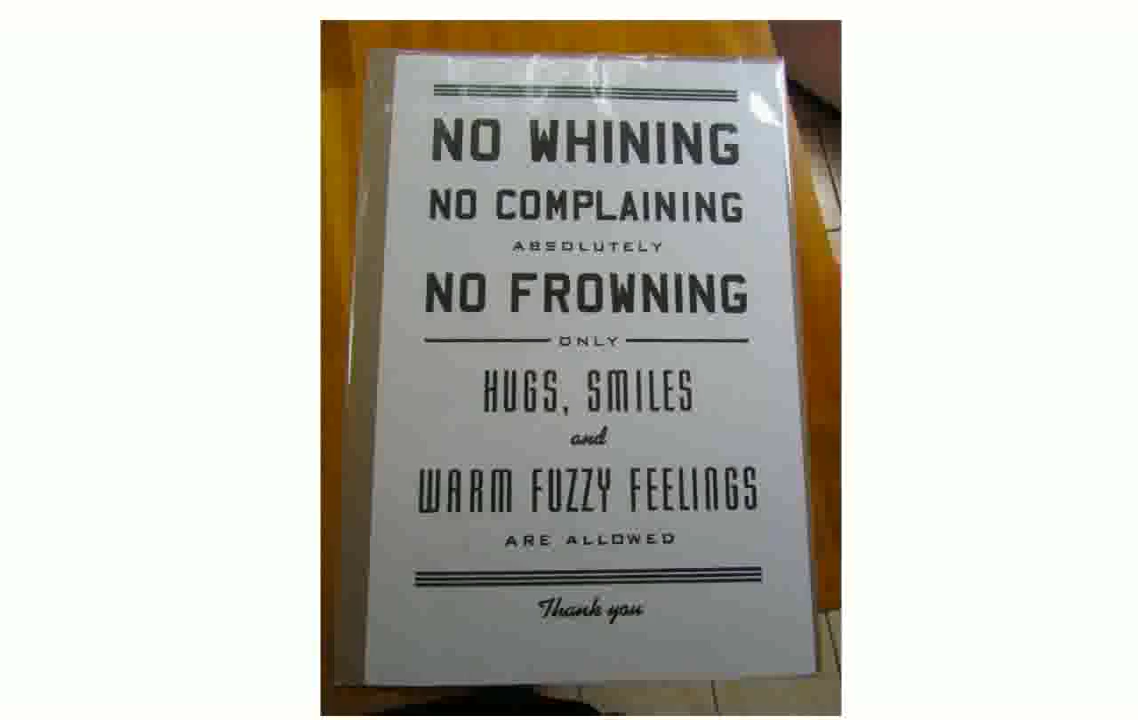 NO WHINING
NO COMPLAINING
ABSOLUTELY
NO FROWNING
ONLY
HUGS, SMILES
and
WARM FUZZY FEELINGS
ARE ALLOWED
Thank you